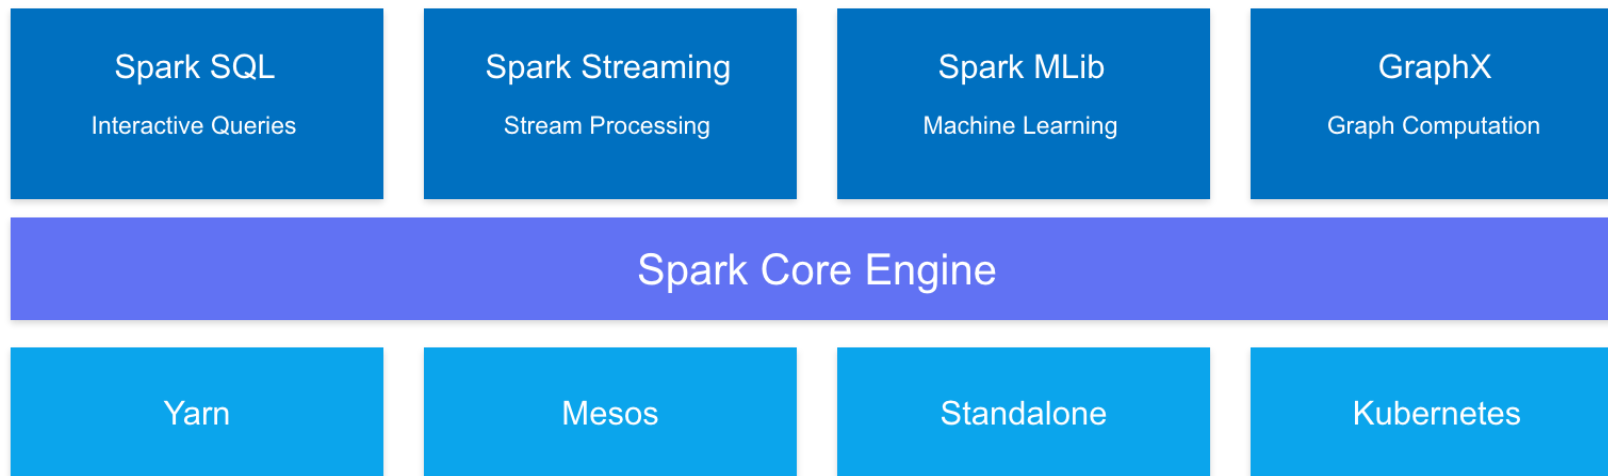 Spark SQL
Interactive Queries
Spark Streaming
Stream Processing
Spark MLib
Machine Learning
GraphX
Graph Computation
Spark Core Engine
Yarn
Mesos
Standalone
Kubernetes